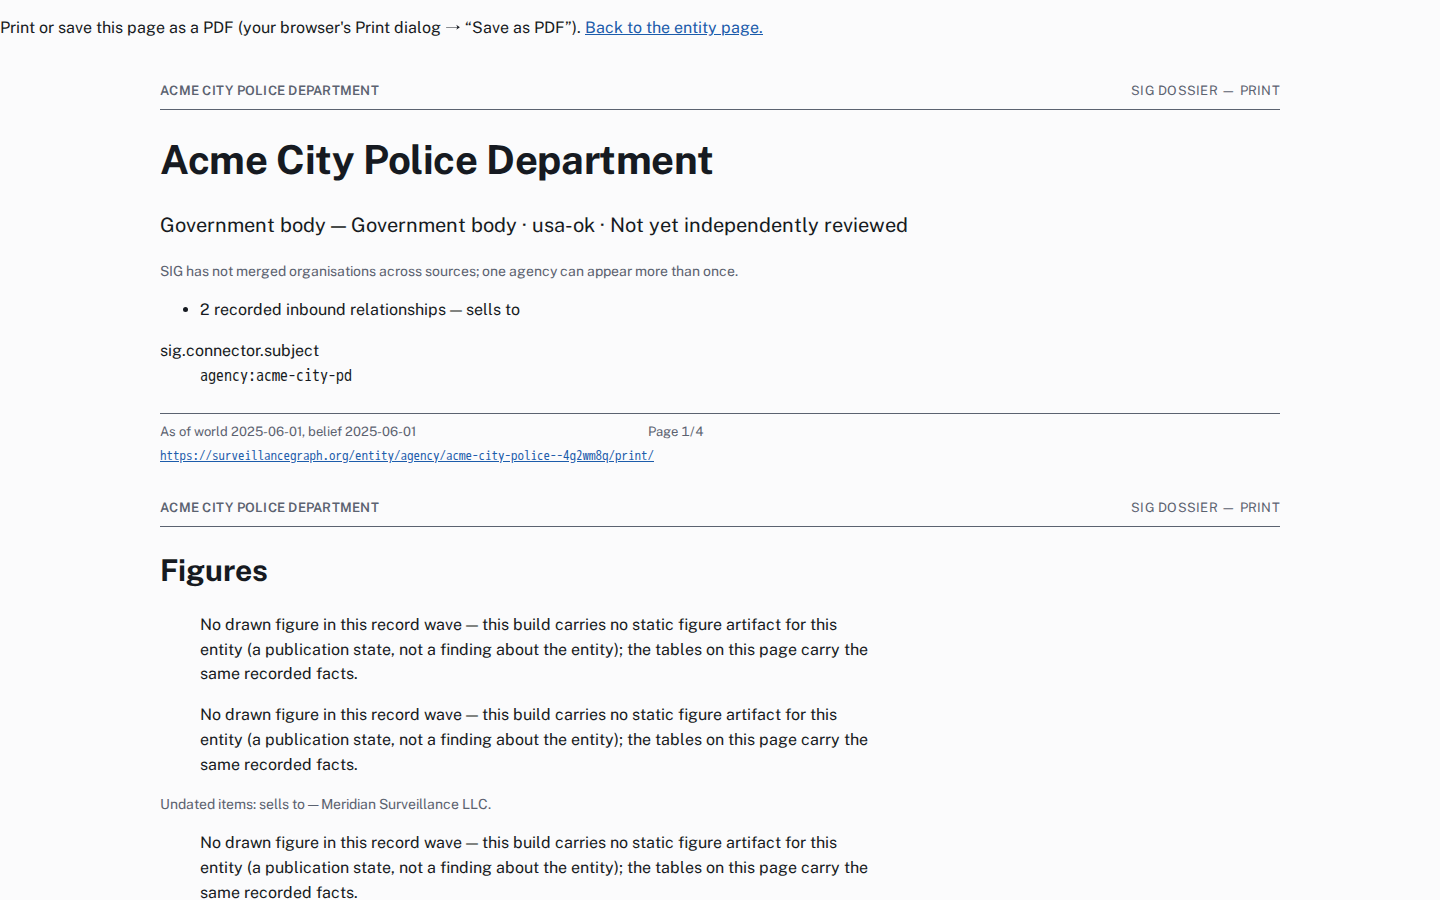 Print or save this page as a PDF (your browser's Print dialog → “Save as PDF”). Back to the entity page.
ACME CITY POLICE DEPARTMENT
SIG DOSSIER — PRINT
Acme City Police Department
Government body — Government body · usa-ok · Not yet independently reviewed
SIG has not merged organisations across sources; one agency can appear more than once.
• 2 recorded inbound relationships — sells to
sig.connector.subject
agency:acme-city-pd
As of world 2025-06-01, belief 2025-06-01
Page 1/4
https://surveillancegraph.org/entity/agency/acme-city-police--4g2wm8q/print/
ACME CITY POLICE DEPARTMENT
SIG DOSSIER — PRINT
Figures
No drawn figure in this record wave — this build carries no static figure artifact for this
entity (a publication state, not a finding about the entity); the tables on this page carry the
same recorded facts.
No drawn figure in this record wave — this build carries no static figure artifact for this
entity (a publication state, not a finding about the entity); the tables on this page carry the
same recorded facts.
Undated items: sells to — Meridian Surveillance LLC.
No drawn figure in this record wave — this build carries no static figure artifact for this
entity (a publication state, not a finding about the entity); the tables on this page carry the
same recorded facts.